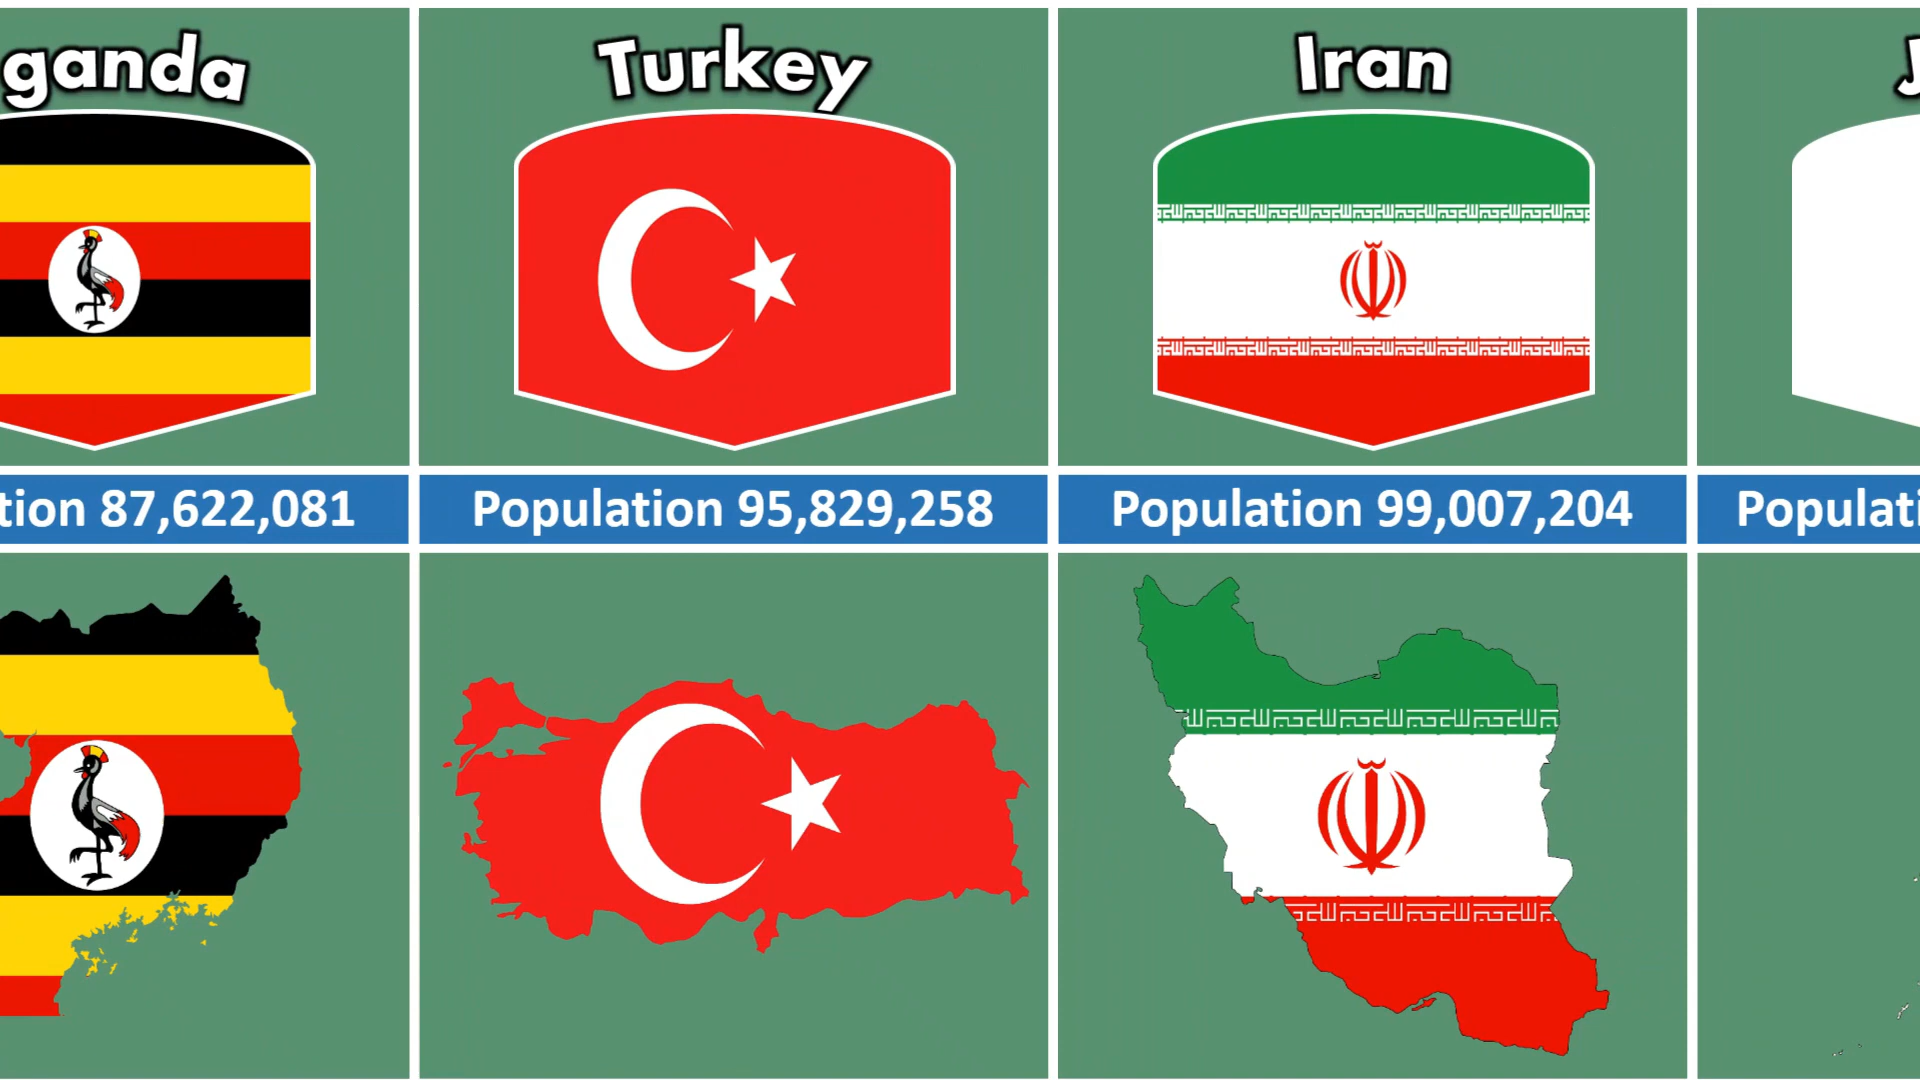 ganda
Turkey
Iran
J
tion 87,622,081
Population 95,829,258
Population 99,007,204
Populati